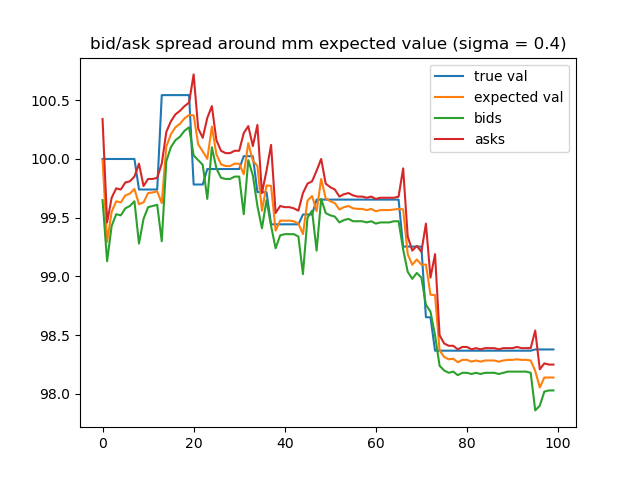 bid/ask spread around mm expected value (sigma = 0.4)
true val
expected val
bids
asks
100.5
100.0
99.5
99.0
98.5
98.0
0 20 40 60 80 100